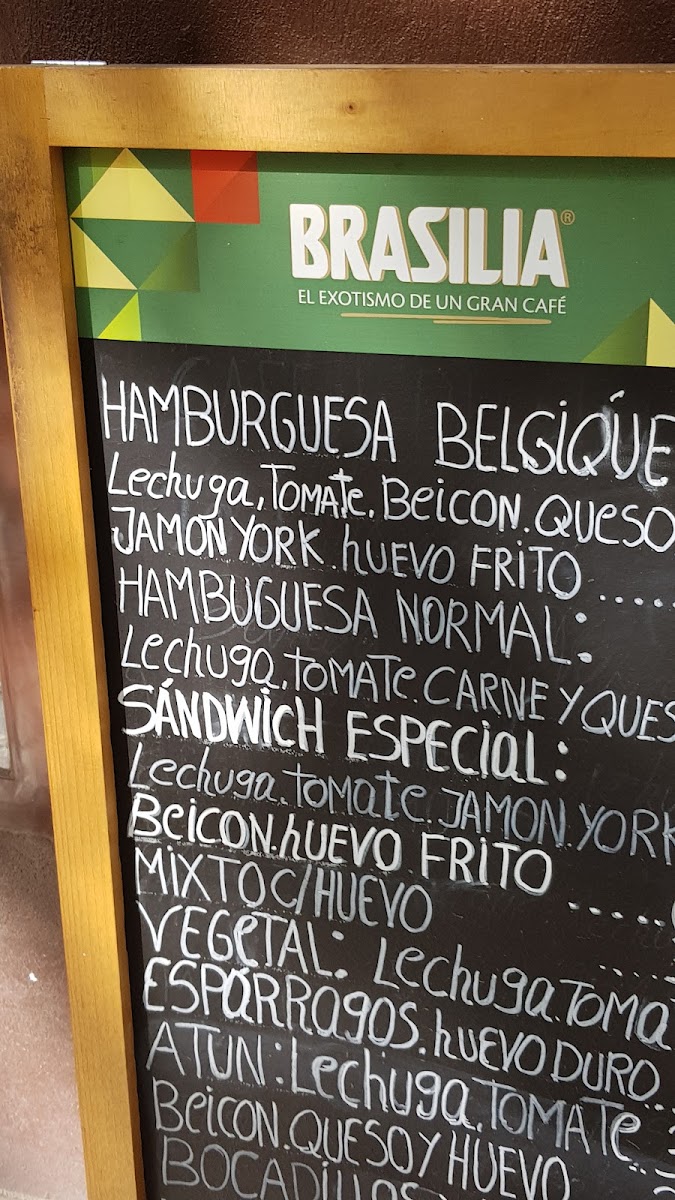 BRASILIA®
EL EXOTISMO DE UN GRAN CAFÉ
HAMBURGUESA BELGIQUE
Lechuga, TOMATE. BEICON. QUESO
JAMON YORK. hUEVO FRITO .....
HAMBUGUESA NORMAL:
Lechuga, TOMATE. CARNE Y QUES
SÁNDWICH ESPECIAL:
Lechuga. TOMATE. JAMON. YORK
BEICON. hUEVO FRITO
MIXTO C/HUEVO .....
VEGETAL: Lechuga. TOMA
ESPÁRRAGOS. hUEVO DURO
ATUN: Lechuga. TOMATE..
BEICON. QUESO Y HUEVO
BOCADILLOS